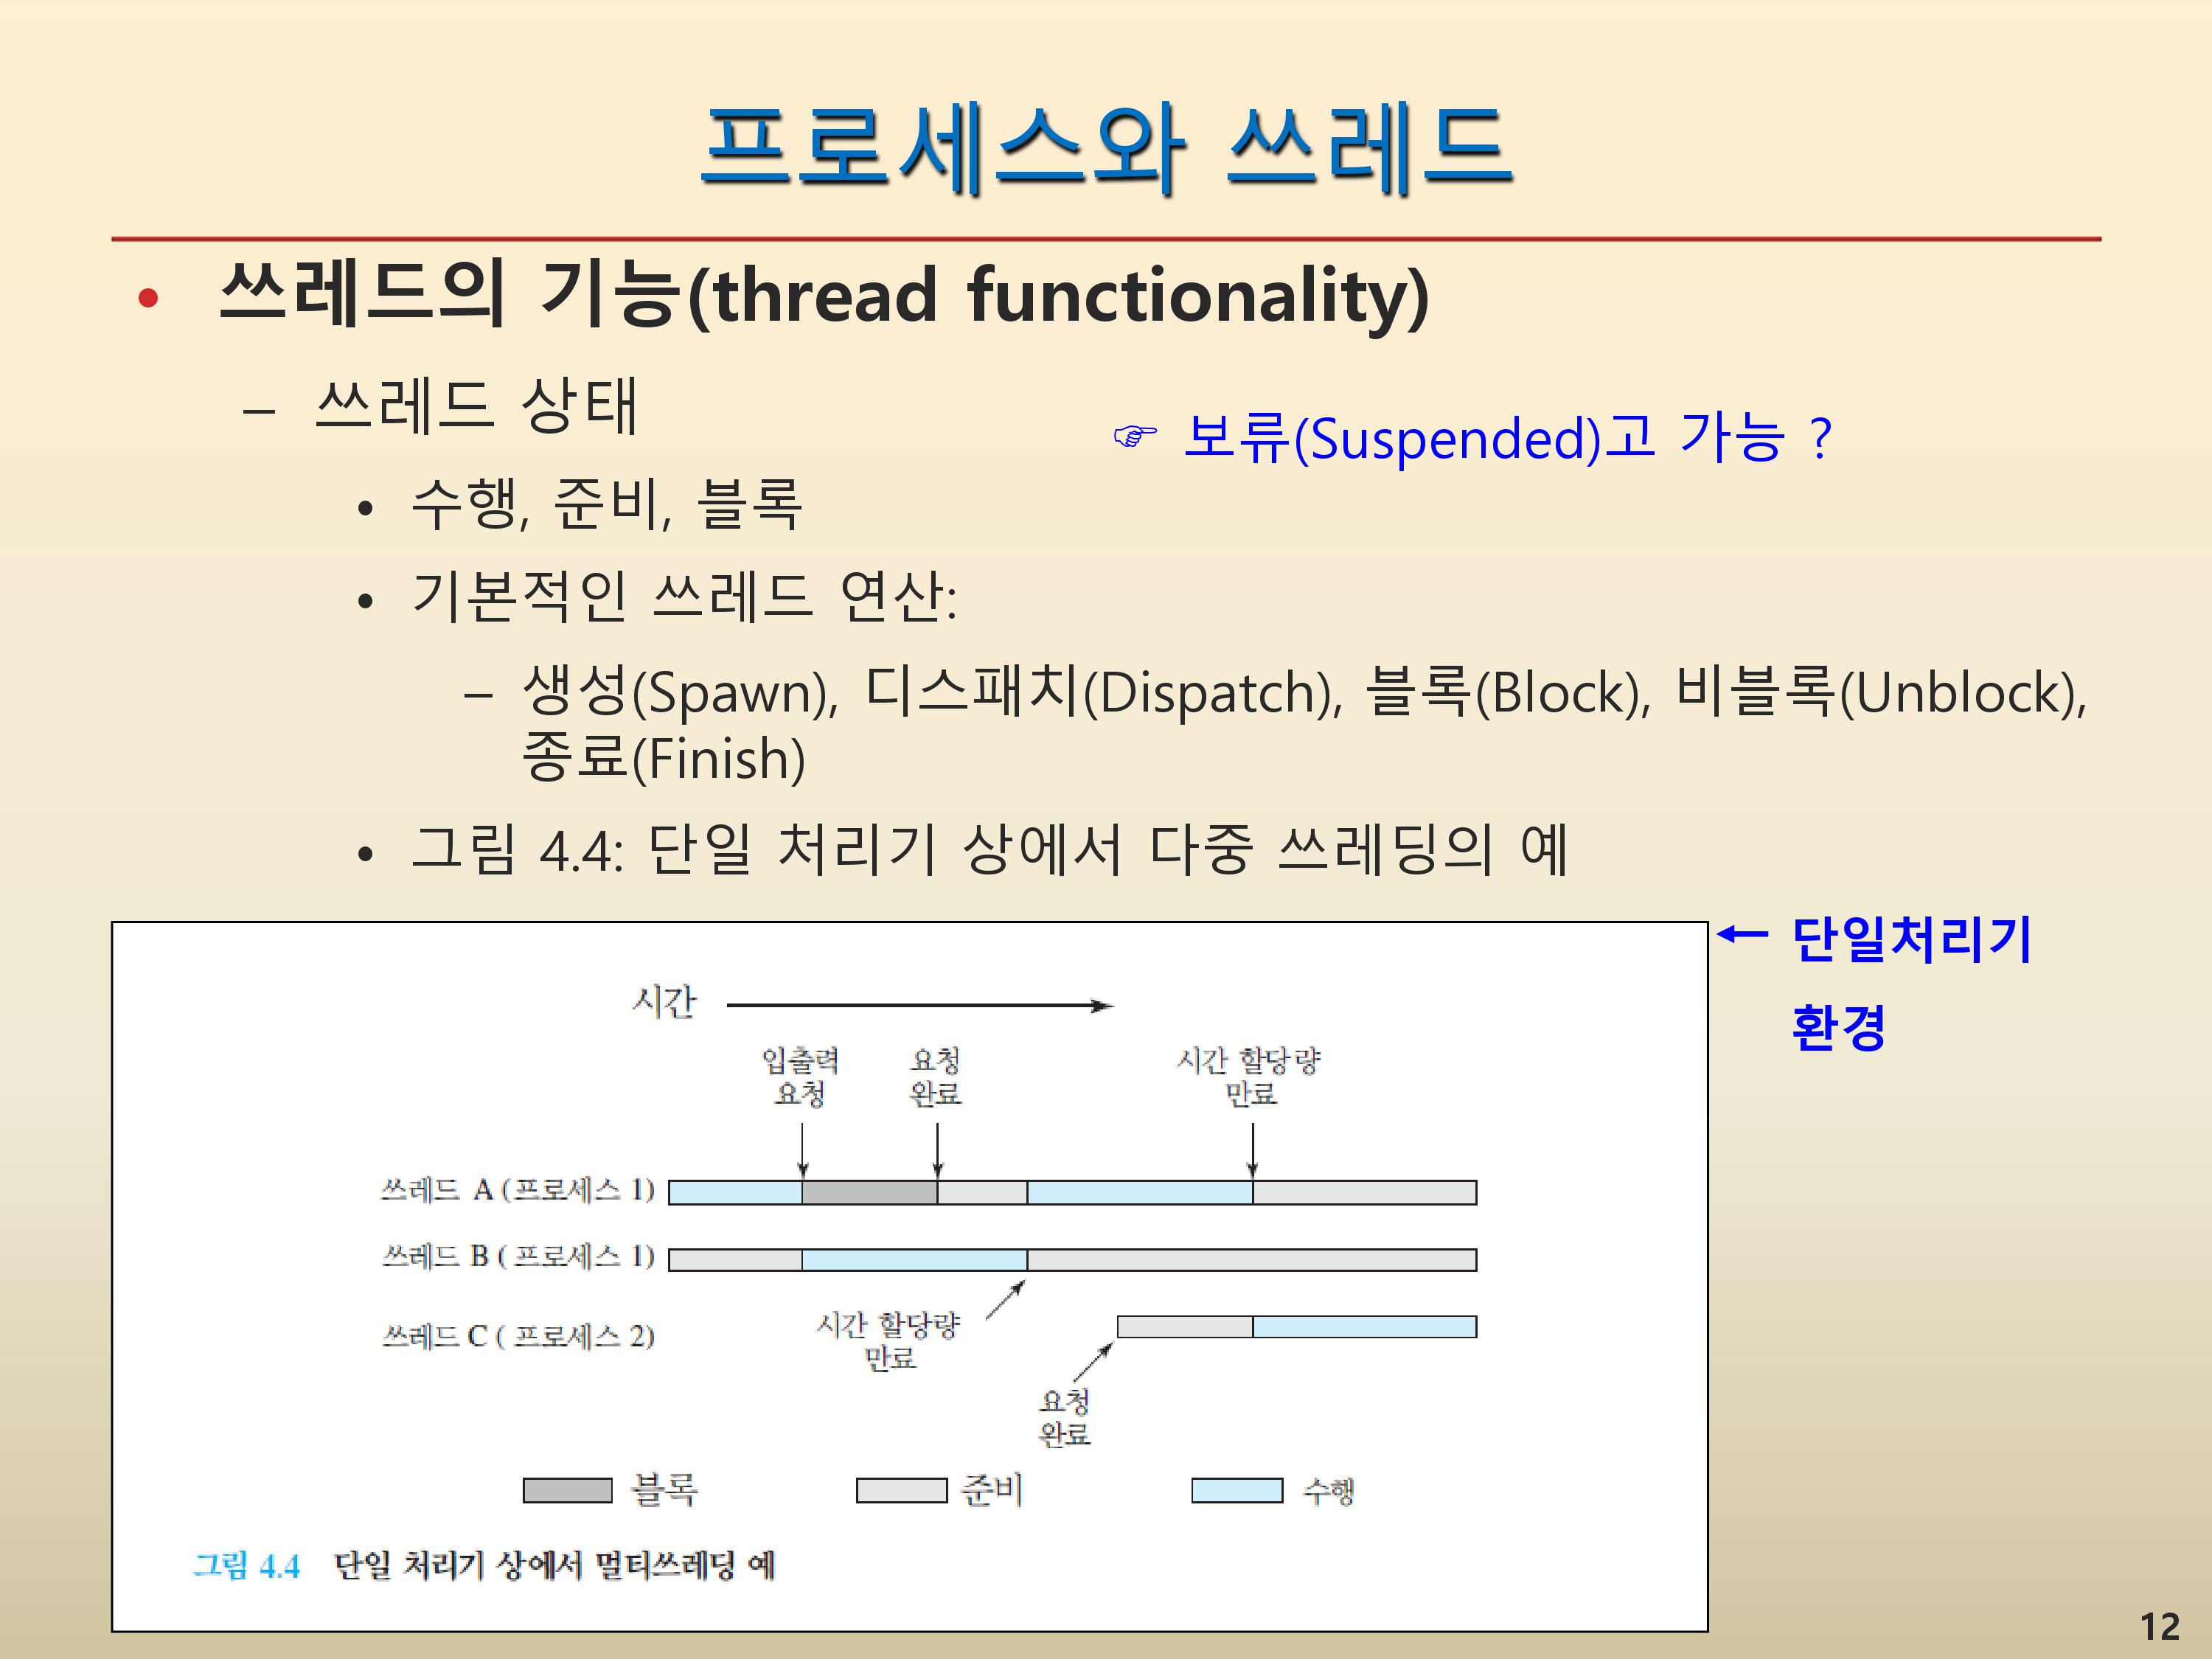 프로세스와 쓰레드
• 쓰레드의 기능(thread functionality)
– 쓰레드 상태
☞ 보류(Suspended)고 가능 ?
• 수행, 준비, 블록
• 기본적인 쓰레드 연산:
– 생성(Spawn), 디스패치(Dispatch), 블록(Block), 비블록(Unblock),
종료(Finish)
• 그림 4.4: 단일 처리기 상에서 다중 쓰레딩의 예
← 단일처리기
환경
시간
입출력
요청
요청
완료
시간 할당량
만료
쓰레드 A (프로세스 1)
쓰레드 B ( 프로세스 1)
시간 할당량
만료
쓰레드 C ( 프로세스 2)
요청
완료
블록 준비 수행
그림 4.4 단일 처리기 상에서 멀티쓰레딩 예
12